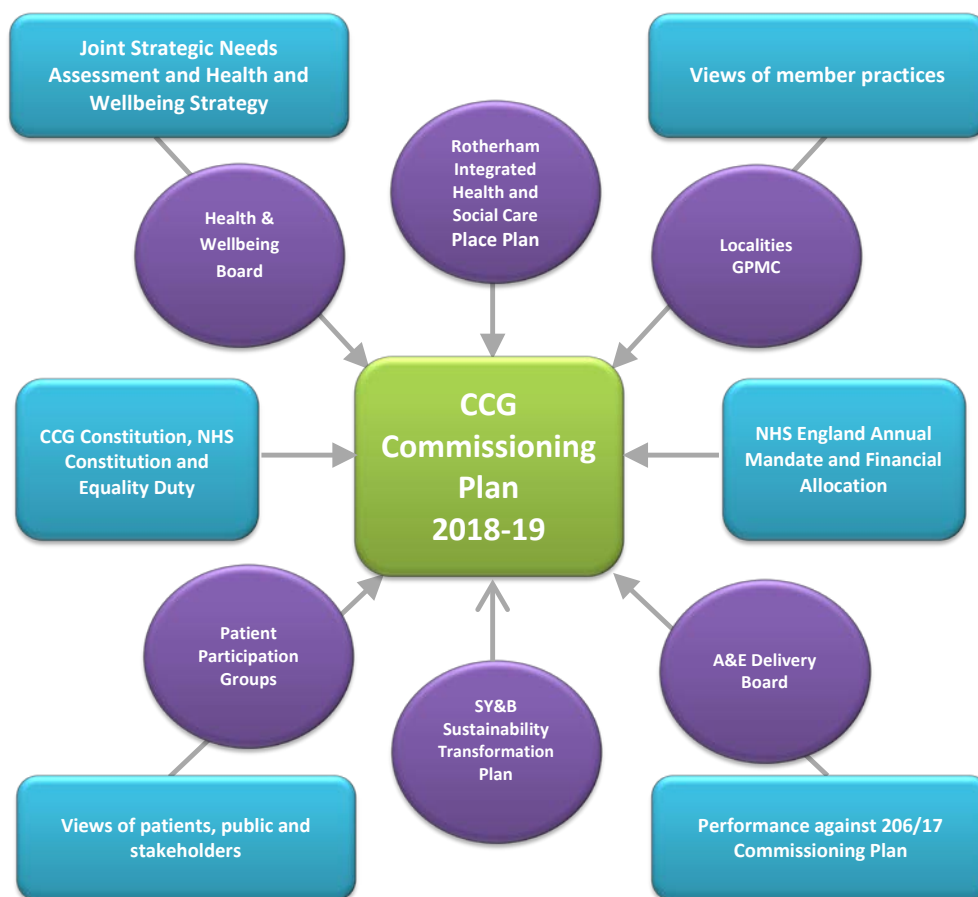 Joint Strategic Needs
Assessment and Health and
Wellbeing Strategy
Views of member practices
Rotherham
Integrated
Health and
Social Care
Place Plan
Health &
Wellbeing
Board
Localities
GPMC
CCG
Commissioning
Plan
2018-19
CCG Constitution, NHS
Constitution and
Equality Duty
NHS England Annual
Mandate and Financial
Allocation
Patient
Participation
Groups
A&E Delivery
Board
SY&B
Sustainability
Transformation
Plan
Views of patients, public and
stakeholders
Performance against 206/17
Commissioning Plan